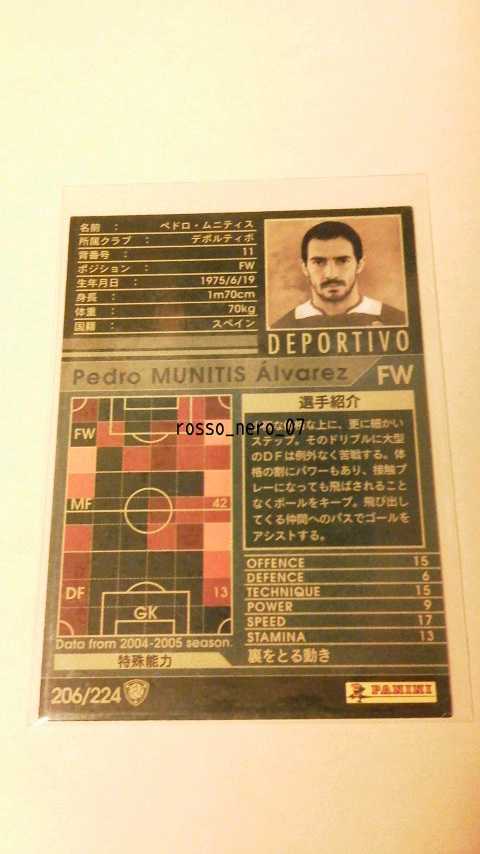 名前 : ペドロ・ムニティス
所属クラブ : デポルティボ
背番号 : 11
ポジション : FW
生年月日 : 1975/6/19
身長 : 1m70cm
体重 : 70kg
国籍 : スペイン
DEPORTIVO
Pedro MUNITIS Álvarez FW
選手紹介
rosso_nero_07
な上に、更に細かい
ステップ。そのドリブルに大型
のDFは例外なく苦戦する。体
格の割にパワーもあり、接触プ
レーになっても飛ばされること
なくボールをキープ。飛び出し
てくる仲間へのパスでゴールを
アシストする。
FW
MF 42
DF 13
GK
Data from 2004-2005 season.
OFFENCE 15
DEFENCE 6
TECHNIQUE 15
POWER 9
SPEED 17
STAMINA 13
特殊能力 裏をとる動き
206/224
PANINI